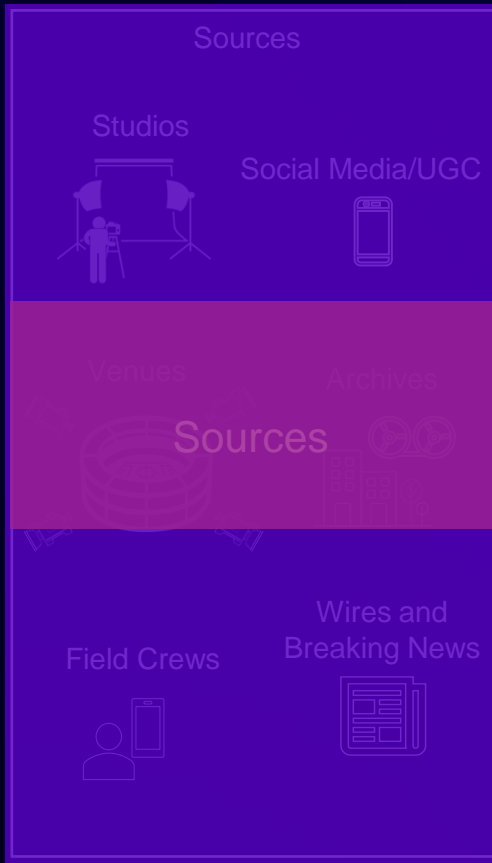 Sources
Studios
Social Media/UGC
Venues
Archives
Sources
Field Crews
Wires and
Breaking News